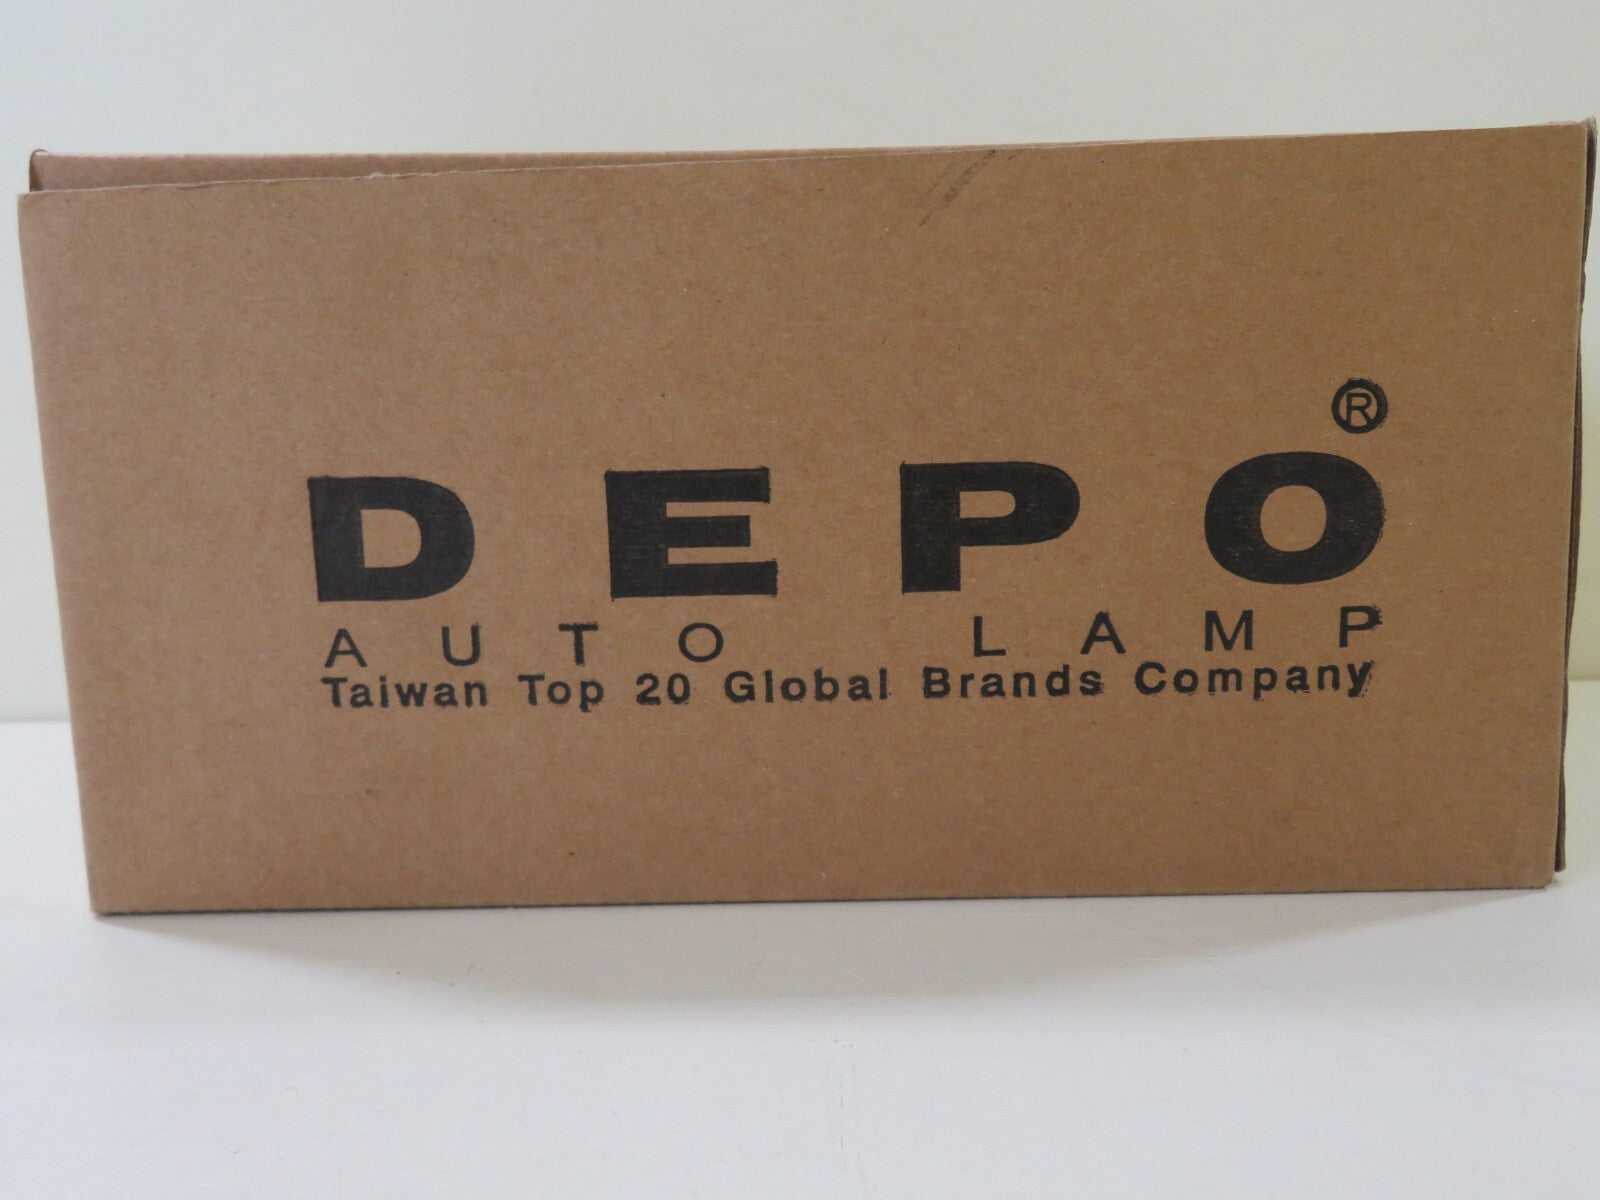 DEPO®
AUTO LAMP
Taiwan Top 20 Global Brands Company